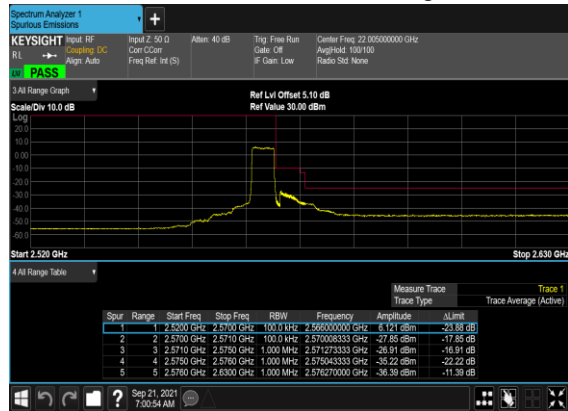 Spectrum Analyzer 1
Spurious Emissions
KEYSIGHT Input: RF Input Z: 50 Ω Atten: 40 dB Trig: Free Run Center Freq: 22.005000000 GHz
RL Coupling: DC Corr CCorr Gate: Off Avg|Hold: 100/100
Align: Auto Freq Ref: Int (S) IF Gain: Low Radio Std: None
PASS
3 All Range Graph
Ref Lvl Offset 5.10 dB
Scale/Div 10.0 dB Ref Value 30.00 dBm
Log
20.0
10.0
0.00
-10.0
-20.0
-30.0
-40.0
-50.0
-60.0
Start 2.520 GHz Stop 2.630 GHz
4 All Range Table
Measure Trace Trace 1
Trace Type Trace Average (Active)
Spur Range Start Freq Stop Freq RBW Frequency Amplitude ΔLimit
1 1 2.5200 GHz 2.5700 GHz 100.0 kHz 2.566000000 GHz 6.121 dBm -23.88 dB
2 2 2.5700 GHz 2.5710 GHz 100.0 kHz 2.570008333 GHz -27.85 dBm -17.85 dB
3 3 2.5710 GHz 2.5750 GHz 1.000 MHz 2.571273333 GHz -26.91 dBm -16.91 dB
4 4 2.5750 GHz 2.5760 GHz 1.000 MHz 2.575043333 GHz -35.22 dBm -22.22 dB
5 5 2.5760 GHz 2.6300 GHz 1.000 MHz 2.576270000 GHz -36.39 dBm -11.39 dB
? Sep 21, 2021
7:00:54 AM